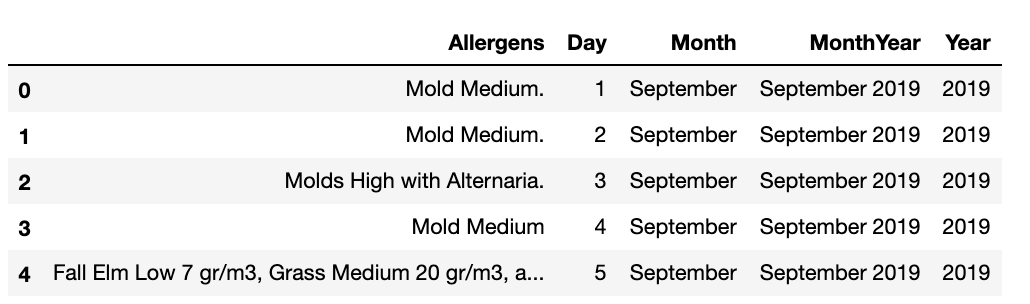 Allergens Day Month MonthYear Year
0 Mold Medium. 1 September September 2019 2019
1 Mold Medium. 2 September September 2019 2019
2 Molds High with Alternaria. 3 September September 2019 2019
3 Mold Medium 4 September September 2019 2019
4 Fall Elm Low 7 gr/m3, Grass Medium 20 gr/m3, a... 5 September September 2019 2019